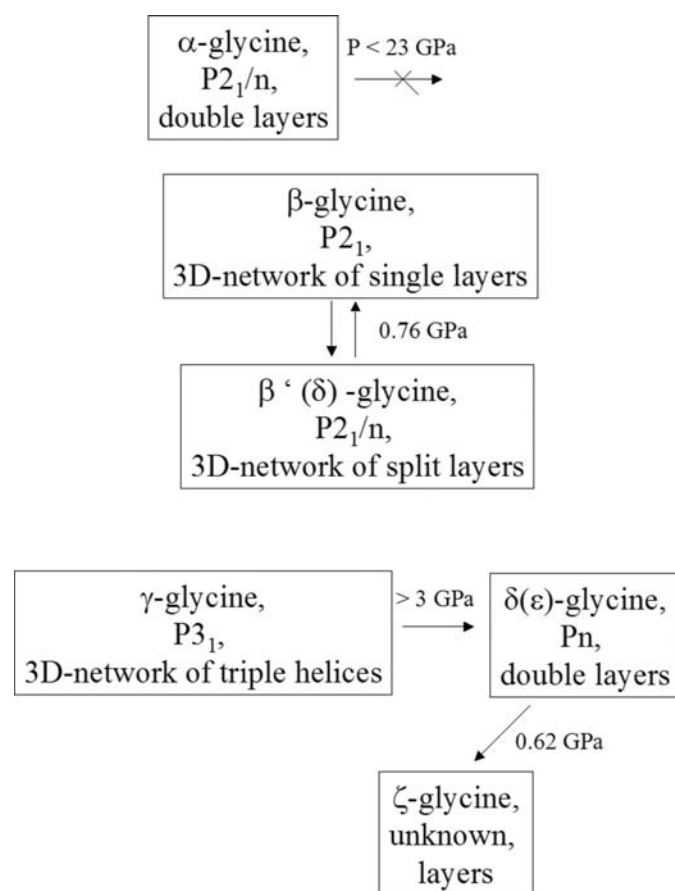 α-glycine,
P2₁/n,
double layers
P < 23 GPa
β-glycine,
P2₁,
3D-network of single layers
0.76 GPa
β ‘ (δ) -glycine,
P2₁/n,
3D-network of split layers
γ-glycine,
P3₁,
3D-network of triple helices
> 3 GPa
δ(ε)-glycine,
Pn,
double layers
0.62 GPa
ζ-glycine,
unknown,
layers